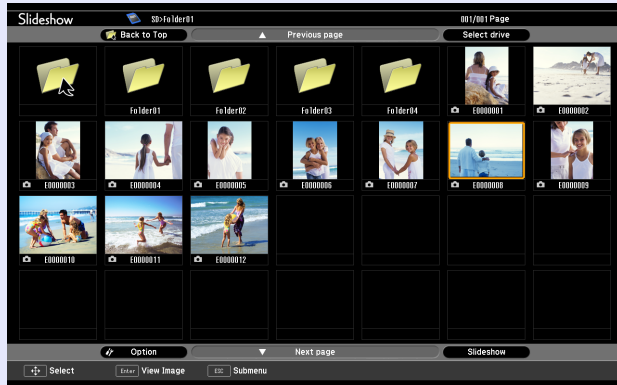 Slideshow SD>Folder01 001/001 Page
Back to Top Previous page Select drive
Folder01 Folder02 Folder03 Folder04 E0000001 E0000002
E0000003 E0000004 E0000005 E0000006 E0000007 E0000008 E0000009
E0000010 E0000011 E0000012
Option Next page Slideshow
Select Enter View Image ESC Submenu